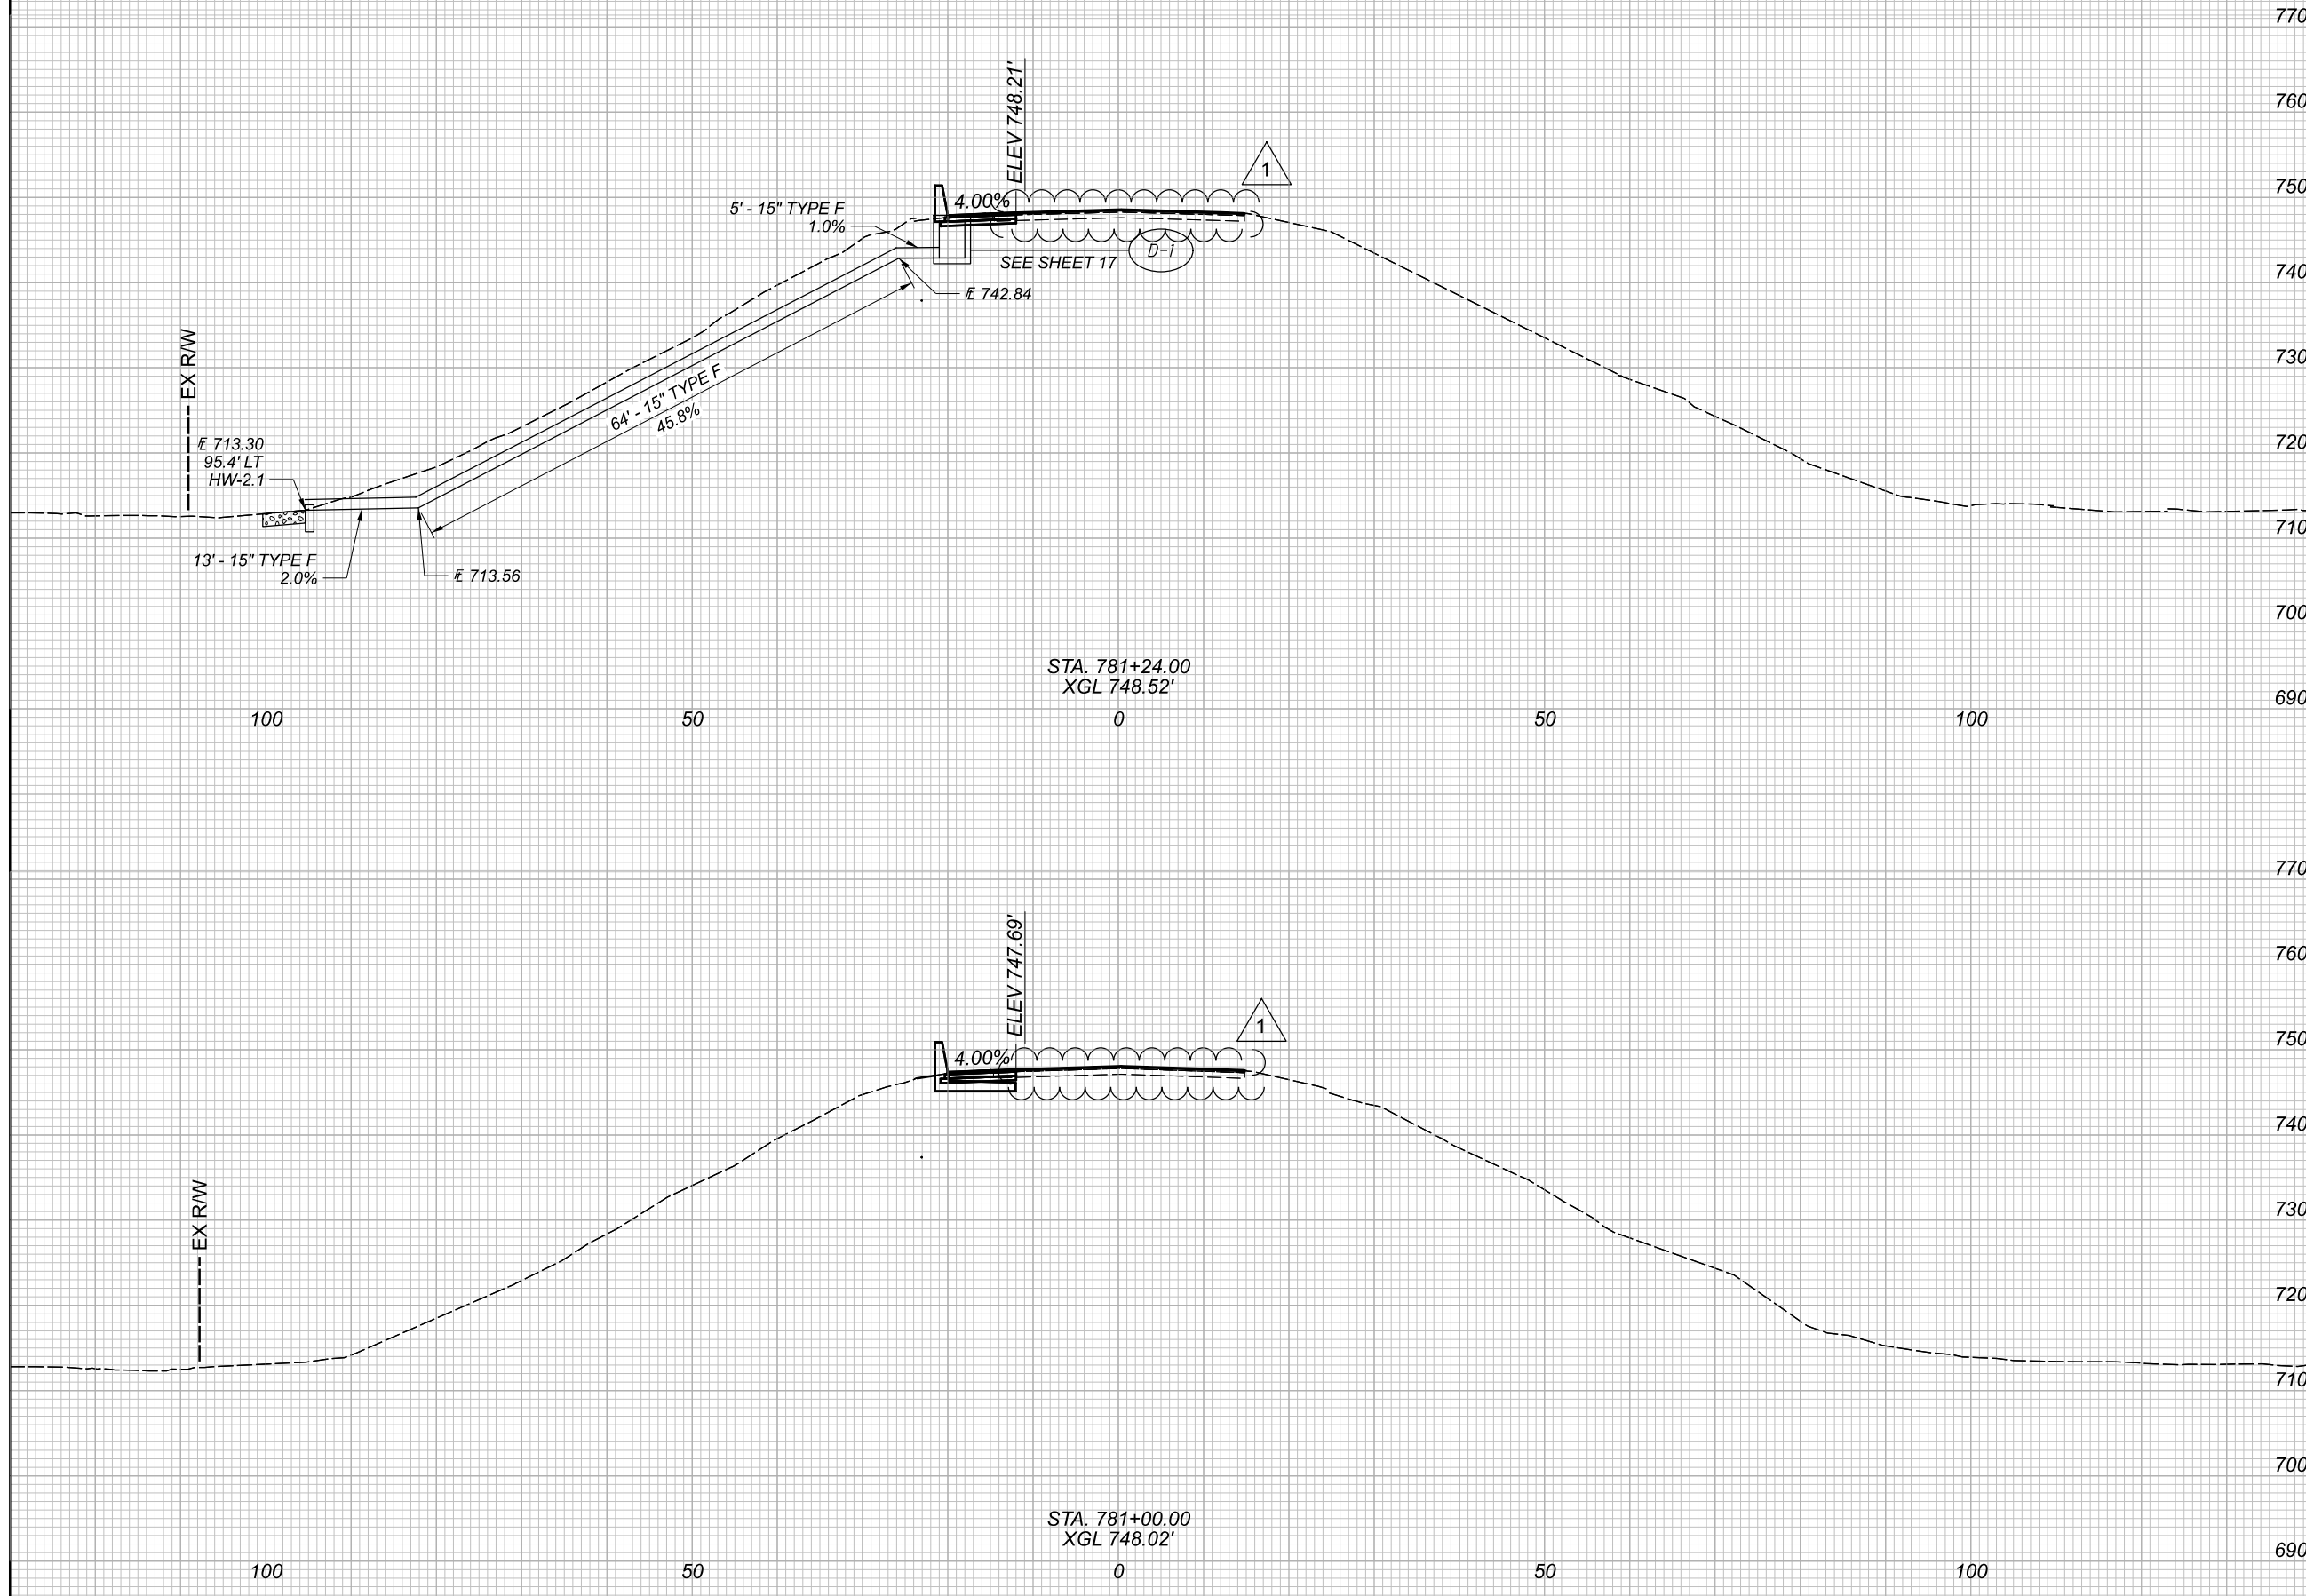 770
760
750
740
730
720
710
700
690
ELEV 748.21'
1
4.00%
5' - 15" TYPE F
1.0%
D-1
SEE SHEET 17
FL 742.84
EX R/W
64' - 15" TYPE F
45.8%
FL 713.30
95.4' LT
HW-2.1
13' - 15" TYPE F
2.0%
FL 713.56
STA. 781+24.00
XGL 748.52'
100
50
0
50
100
770
760
750
740
730
720
710
700
690
ELEV 747.69'
1
4.00%
EX R/W
STA. 781+00.00
XGL 748.02'
100
50
0
50
100